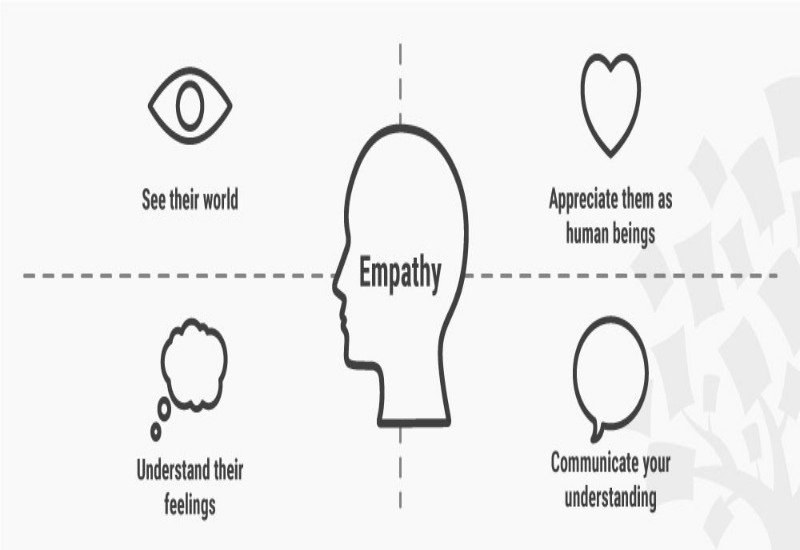 See their world
Appreciate them as
human beings
Empathy
Understand their
feelings
Communicate your
understanding